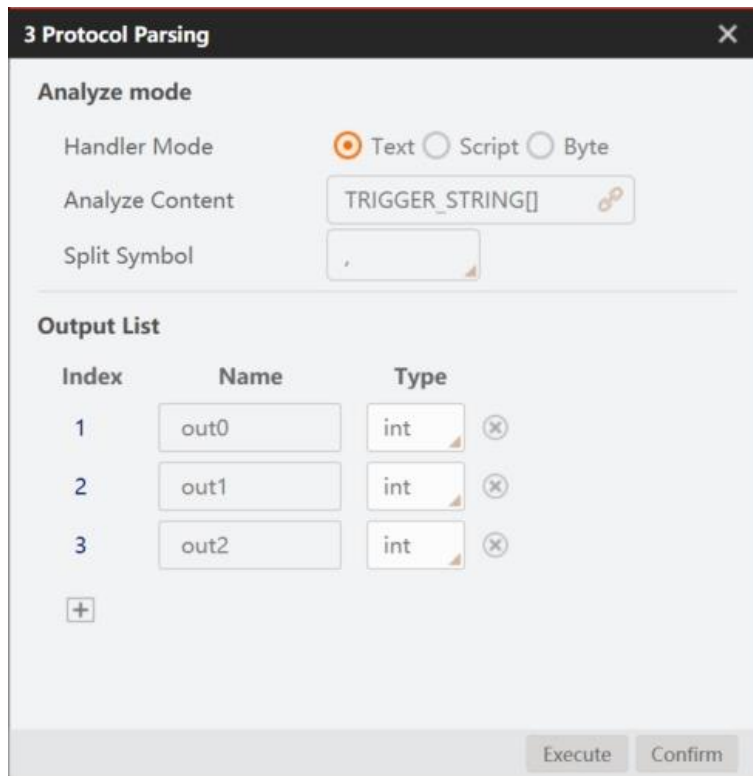 3 Protocol Parsing
Analyze mode
Handler Mode Text Script Byte
Analyze Content TRIGGER_STRING[]
Split Symbol ,
Output List
Index Name Type
1 out0 int
2 out1 int
3 out2 int
Execute Confirm